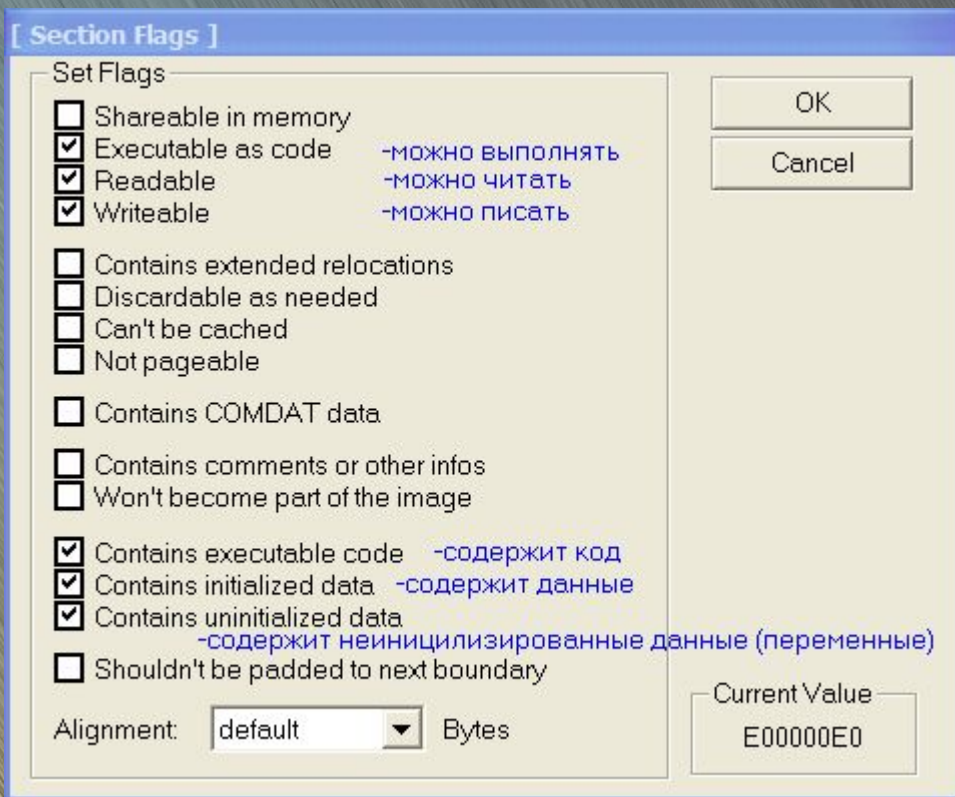 [ Section Flags ]
Set Flags
Shareable in memory
Executable as code -можно выполнять
Readable -можно читать
Writeable -можно писать
Contains extended relocations
Discardable as needed
Can't be cached
Not pageable
Contains COMDAT data
Contains comments or other infos
Won't become part of the image
Contains executable code -содержит код
Contains initialized data -содержит данные
Contains uninitialized data
-содержит неиницилизированные данные (переменные)
Shouldn't be padded to next boundary
Alignment: default Bytes
OK
Cancel
Current Value
E00000E0